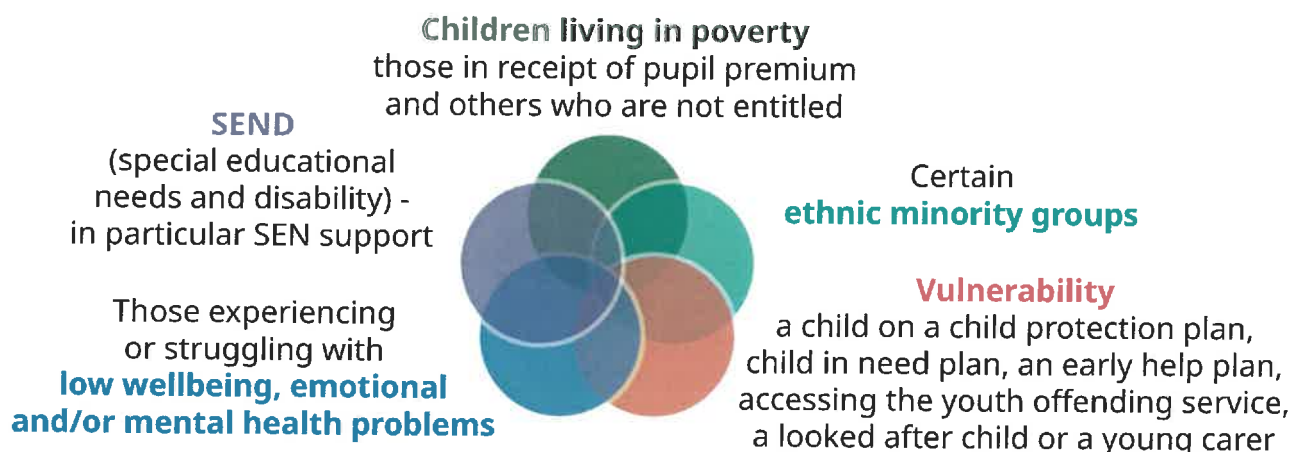 Children living in poverty
those in receipt of pupil premium
and others who are not entitled
SEND
(special educational
needs and disability) -
in particular SEN support
Certain
ethnic minority groups
Those experiencing
or struggling with
low wellbeing, emotional
and/or mental health problems
Vulnerability
a child on a child protection plan,
child in need plan, an early help plan,
accessing the youth offending service,
a looked after child or a young carer